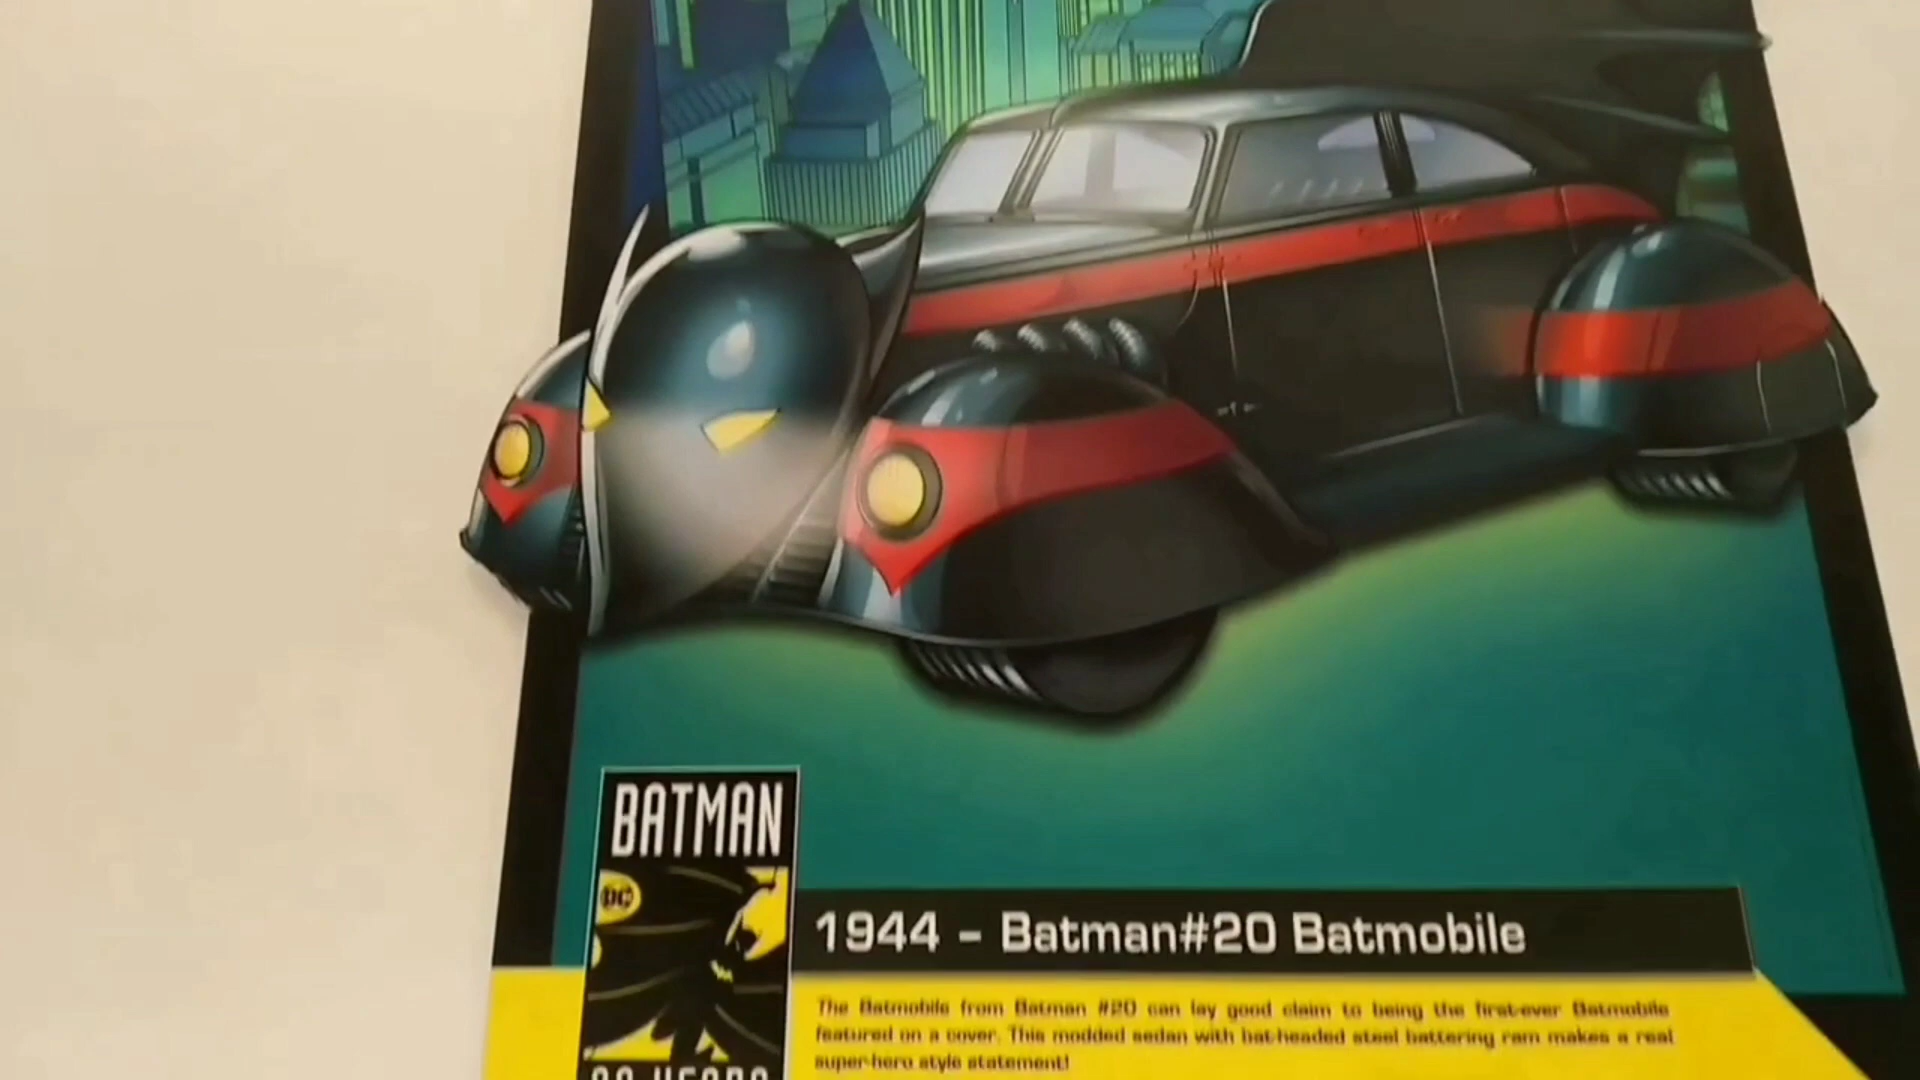 BATMAN
DC
1944 - Batman#20 Batmobile
The Batmobile from Batman #20 can lay good claim to being the first-ever Batmobile
featured on a cover. This modded sedan with bat-headed steel battering ram makes a real
super-hero style statement!
YEARS